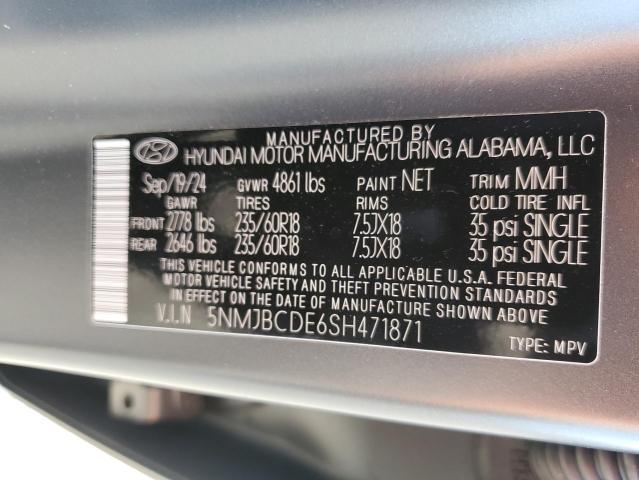 MANUFACTURED BY
HYUNDAI MOTOR MANUFACTURING ALABAMA, LLC
Sep/19/24 GVWR 4861 lbs PAINT NET TRIM MMH
GAWR TIRES RIMS COLD TIRE INFL
FRONT 2778 lbs 235/60R18 7.5JX18 35 psi SINGLE
REAR 2646 lbs 235/60R18 7.5JX18 35 psi SINGLE
THIS VEHICLE CONFORMS TO ALL APPLICABLE U.S.A. FEDERAL
MOTOR VEHICLE SAFETY AND THEFT PREVENTION STANDARDS
IN EFFECT ON THE DATE OF MANUFACTURE SHOWN ABOVE.
V.I.N 5NMJBCDE6SH471871
TYPE: MPV